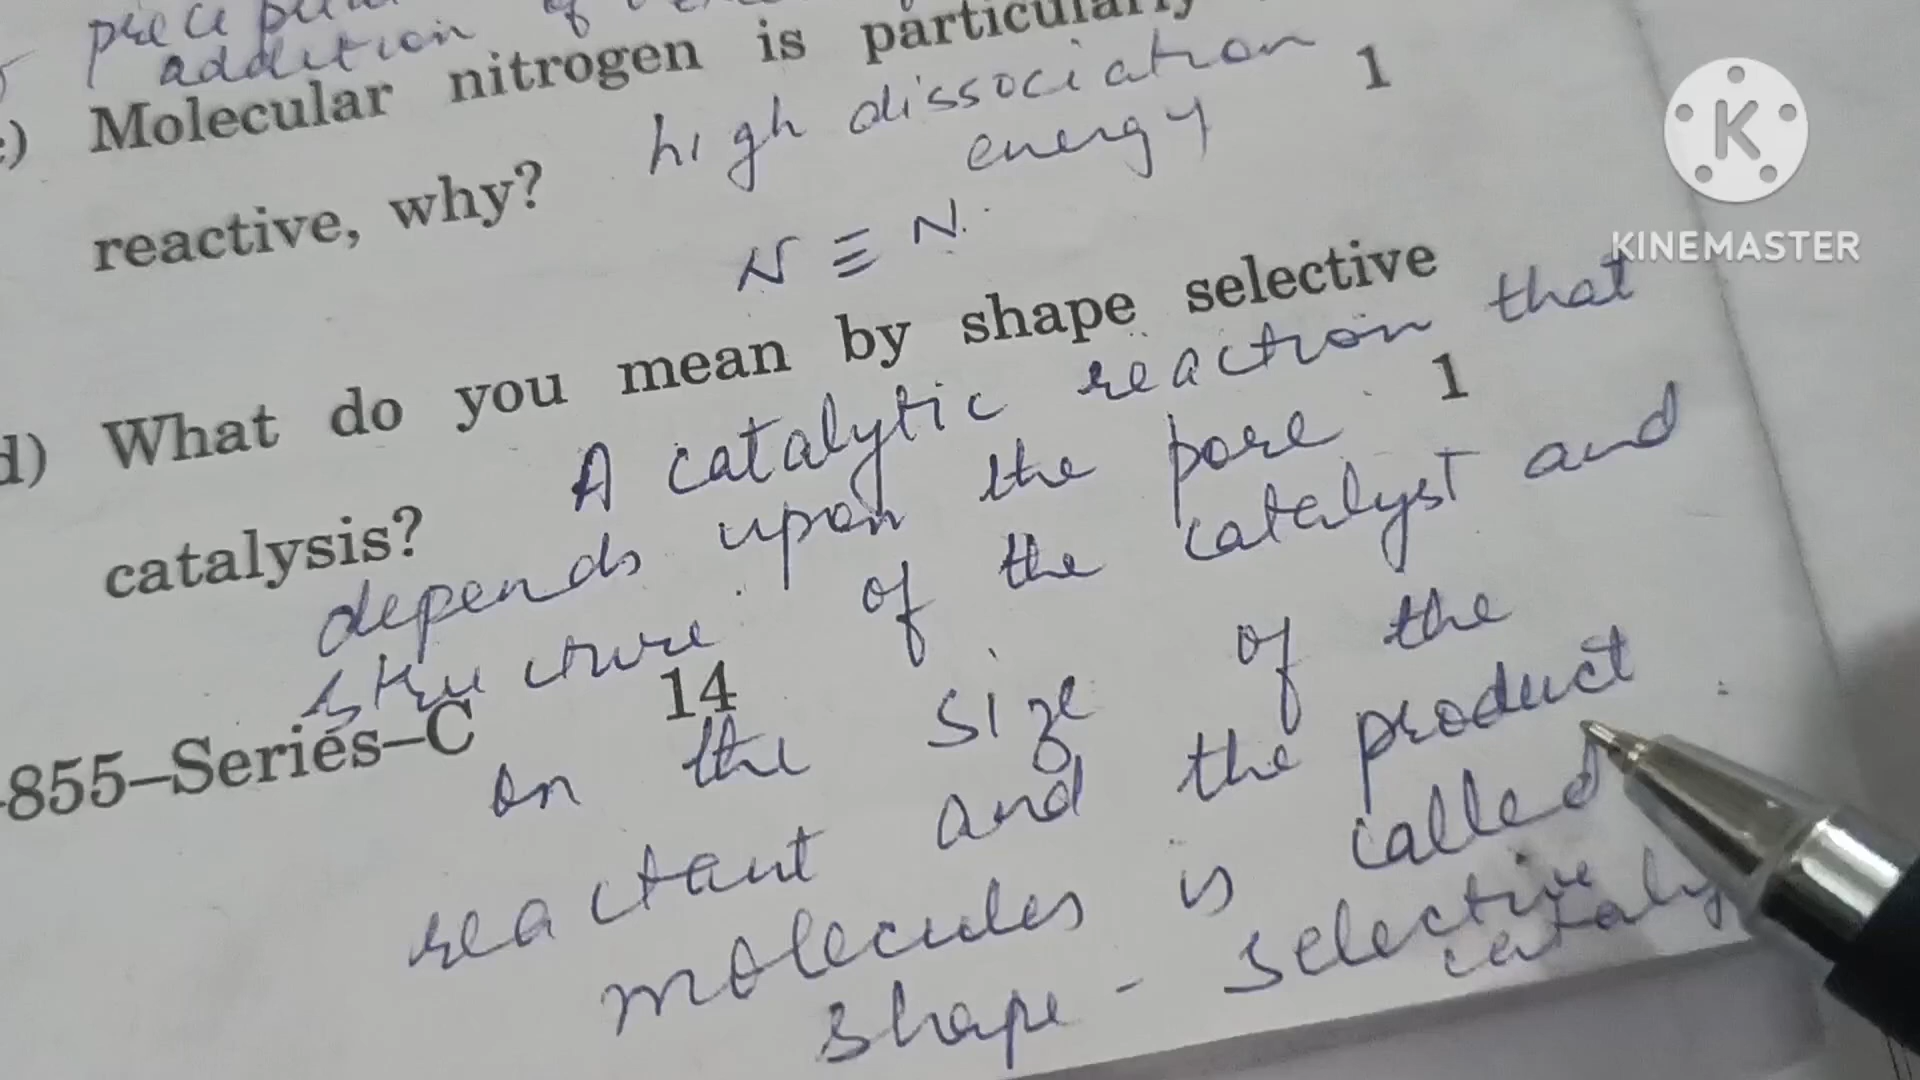 addition of
Molecular nitrogen is particularly
reactive, why? high dissociation 1
energy
N ≡ N
d) What do you mean by shape selective
catalysis? A catalytic reaction that 1
depends upon the pore
structure of the catalyst and
-855–Series–C 14
on the size of the
reactant and the product
molecules is called
shape - selective
KINEMASTER